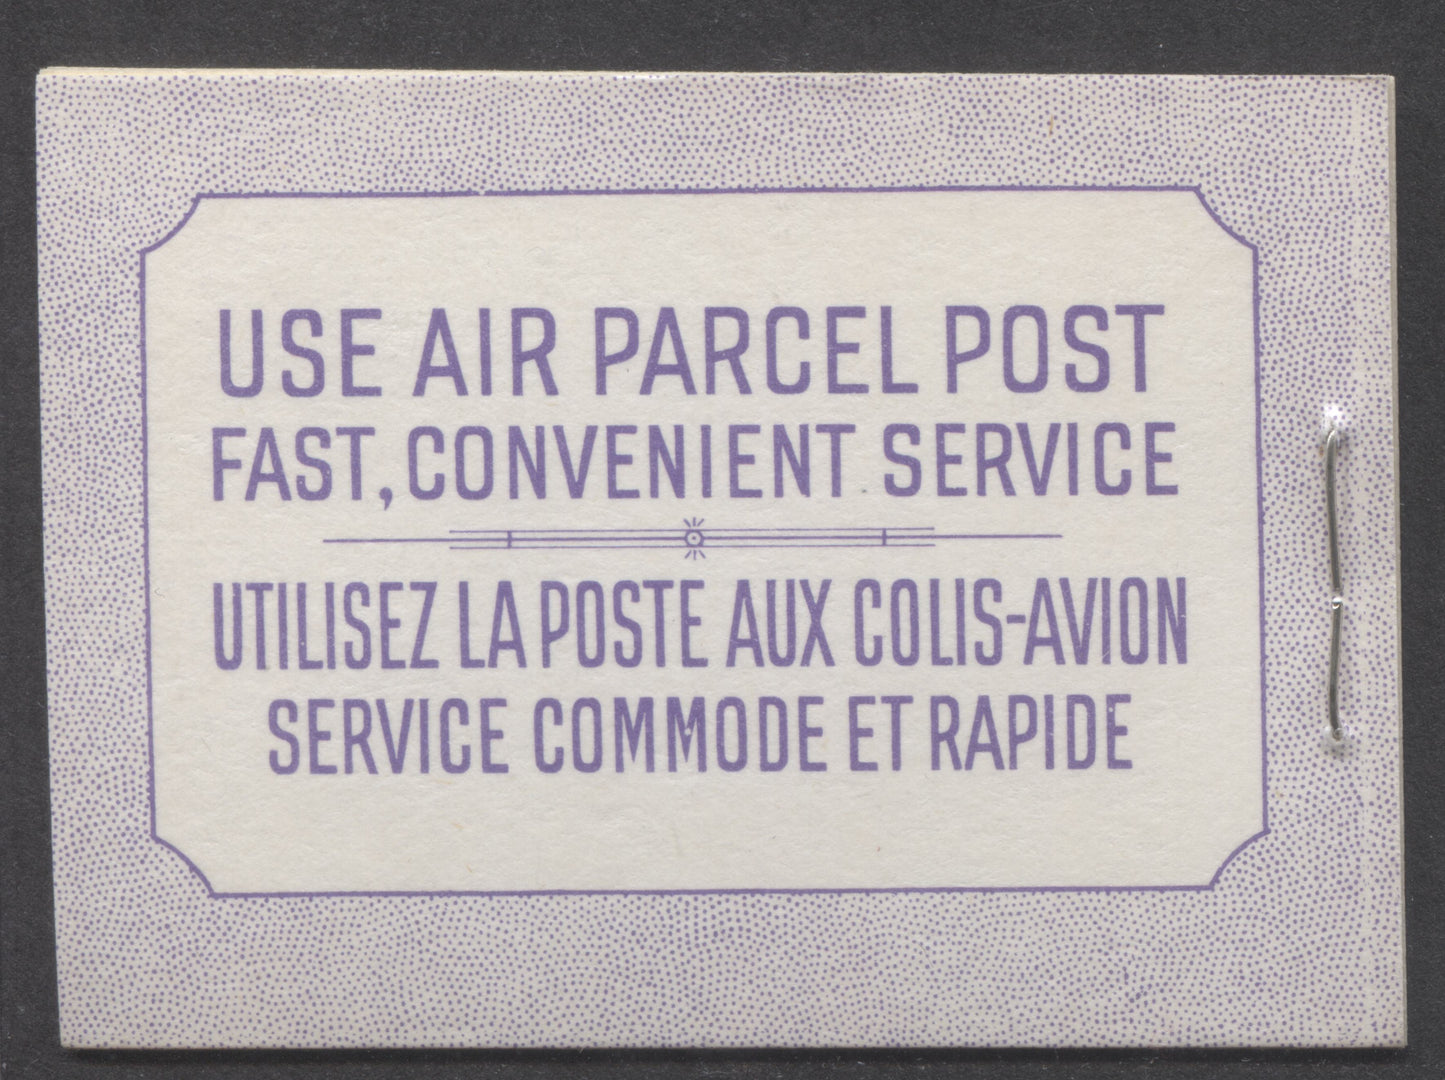 USE AIR PARCEL POST
FAST, CONVENIENT SERVICE
UTILISEZ LA POSTE AUX COLIS-AVION
SERVICE COMMODE ET RAPIDE